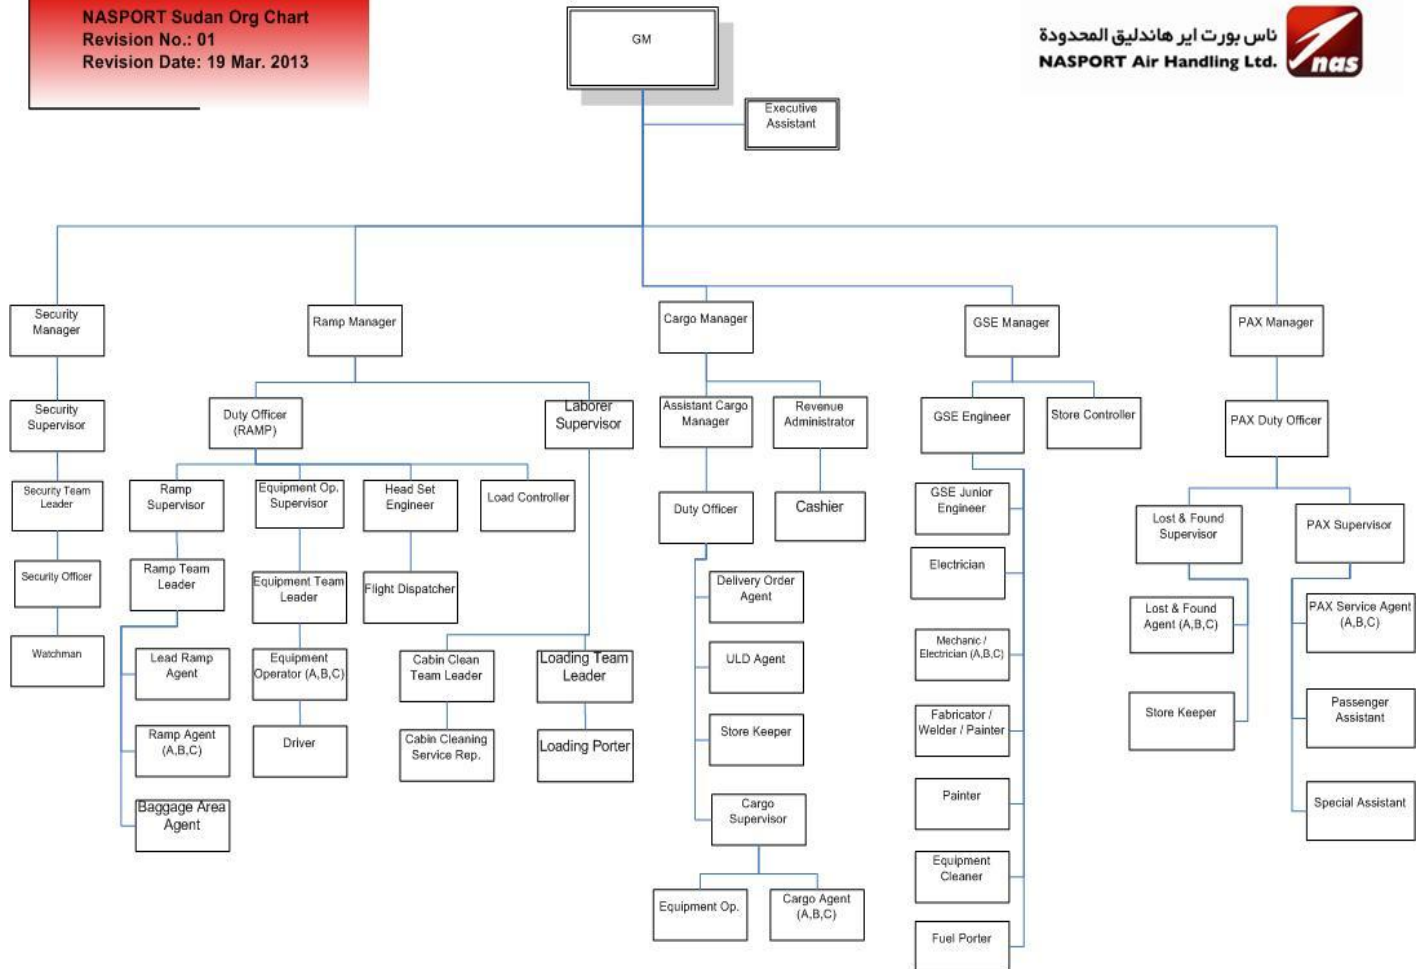 NASPORT Sudan Org Chart
Revision No.: 01
Revision Date: 19 Mar. 2013
GM
ناس بورت اير هاندليق المحدودة
NASPORT Air Handling Ltd.
nas
Executive
Assistant
Security
Manager
Ramp Manager
Cargo Manager
GSE Manager
PAX Manager
Security
Supervisor
Duty Officer
(RAMP)
Laborer
Supervisor
Assistant Cargo
Manager
Revenue
Administrator
GSE Engineer
Store Controller
PAX Duty Officer
Security Team
Leader
Ramp
Supervisor
Equipment Op.
Supervisor
Head Set
Engineer
Load Controller
Duty Officer
Cashier
GSE Junior
Engineer
Lost & Found
Supervisor
PAX Supervisor
Security Officer
Ramp Team
Leader
Equipment Team
Leader
Flight Dispatcher
Delivery Order
Agent
Electrician
Lost & Found
Agent (A,B,C)
PAX Service Agent
(A,B,C)
Watchman
Lead Ramp
Agent
Equipment
Operator (A,B,C)
Cabin Clean
Team Leader
Loading Team
Leader
ULD Agent
Mechanic /
Electrician (A,B,C)
Store Keeper
Passenger
Assistant
Ramp Agent
(A,B,C)
Driver
Cabin Cleaning
Service Rep.
Loading Porter
Store Keeper
Fabricator /
Welder / Painter
Baggage Area
Agent
Cargo
Supervisor
Painter
Special Assistant
Equipment
Cleaner
Equipment Op.
Cargo Agent
(A,B,C)
Fuel Porter